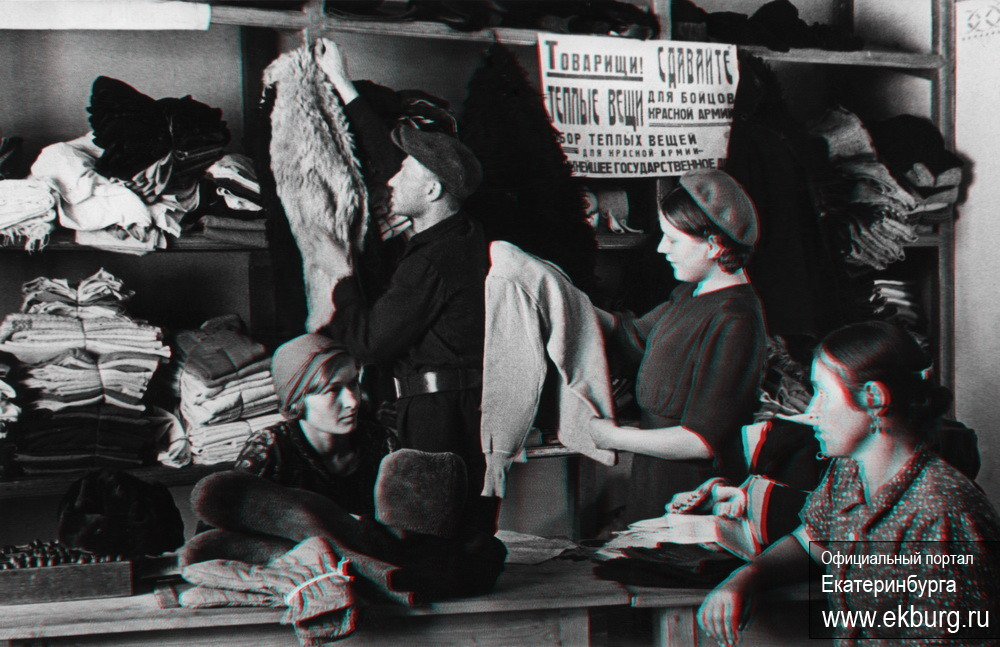 Товарищи! СДАВАЙТЕ
ТЕПЛЫЕ ВЕЩИ ДЛЯ БОЙЦОВ
КРАСНОЙ АРМИИ
БОР ТЕПЛЫХ ВЕЩЕЙ
ДЛЯ КРАСНОЙ АРМИИ
НЕЙШЕЕ ГОСУДАРСТВЕННОЕ
Официальный портал
Екатеринбурга
www.ekburg.ru